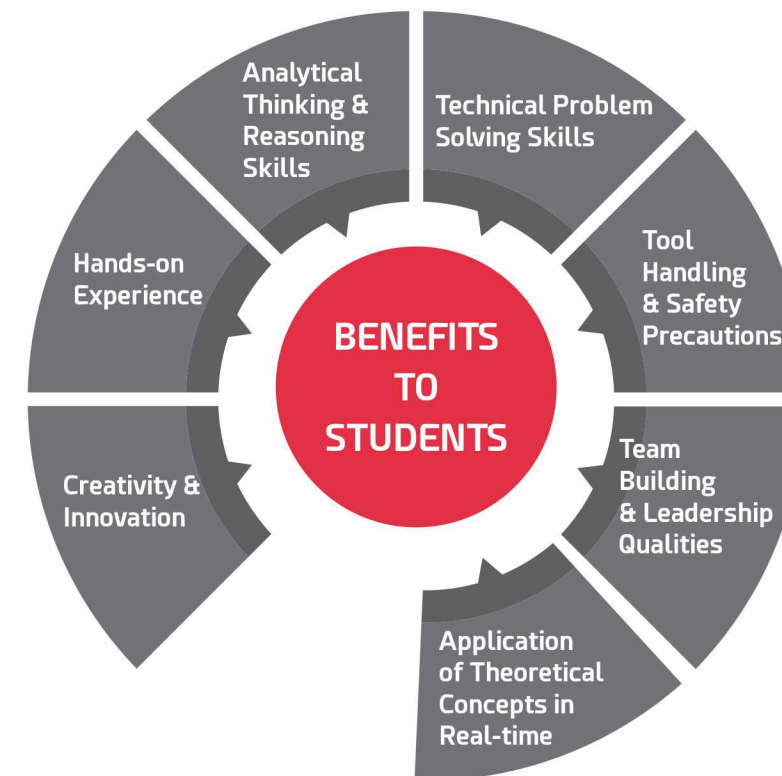 Analytical
Thinking &
Reasoning
Skills
Technical Problem
Solving Skills
Hands-on
Experience
Tool
Handling
& Safety
Precautions
BENEFITS
TO
STUDENTS
Creativity &
Innovation
Team
Building
& Leadership
Qualities
Application
of Theoretical
Concepts in
Real-time